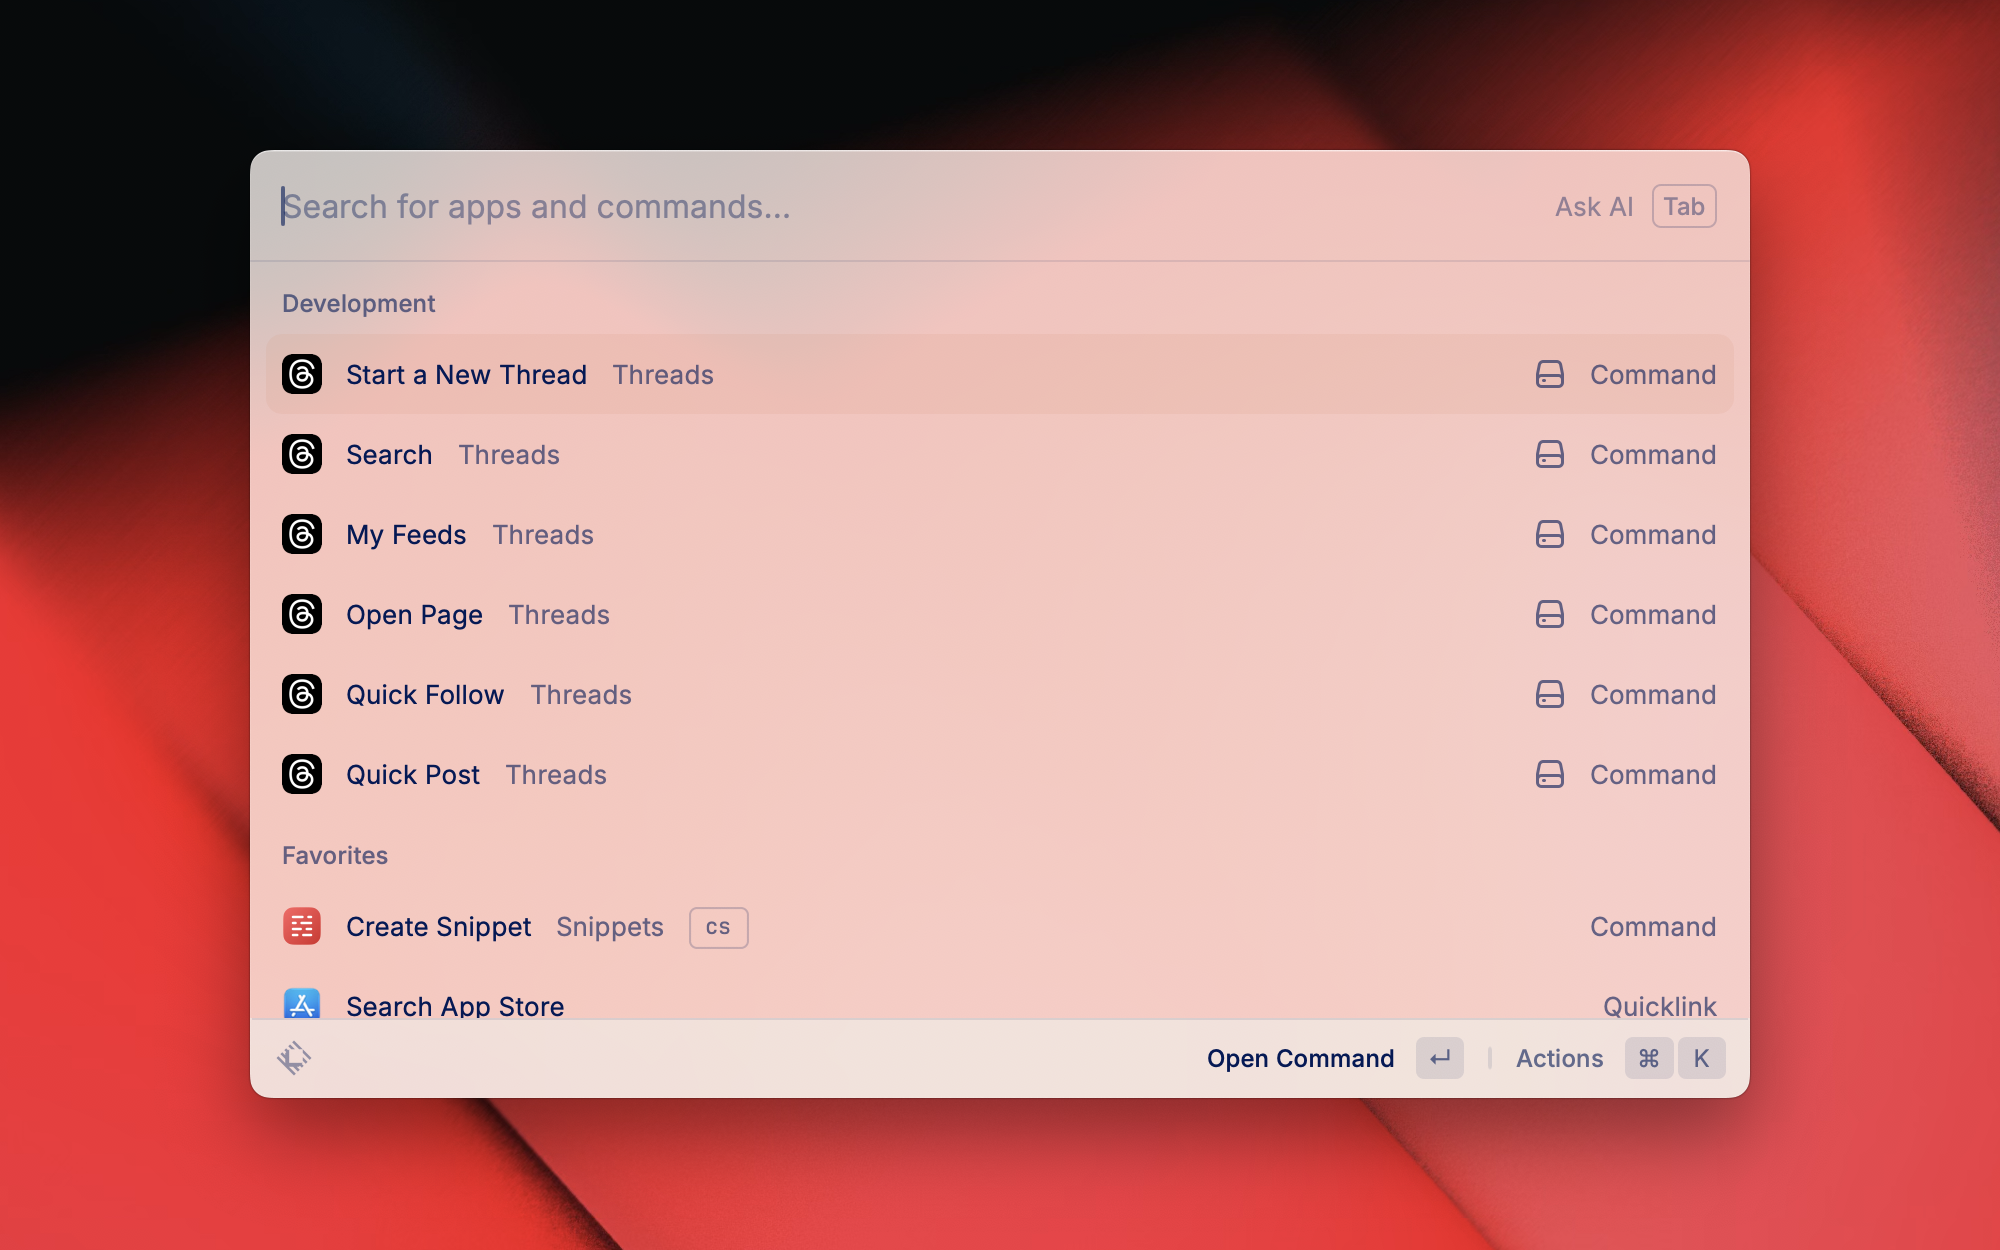 Search for apps and commands...
Ask AI Tab
Development
Start a New Thread Threads Command
Search Threads Command
My Feeds Threads Command
Open Page Threads Command
Quick Follow Threads Command
Quick Post Threads Command
Favorites
Create Snippet Snippets cs Command
Search App Store Quicklink
Open Command ↵ Actions ⌘ K